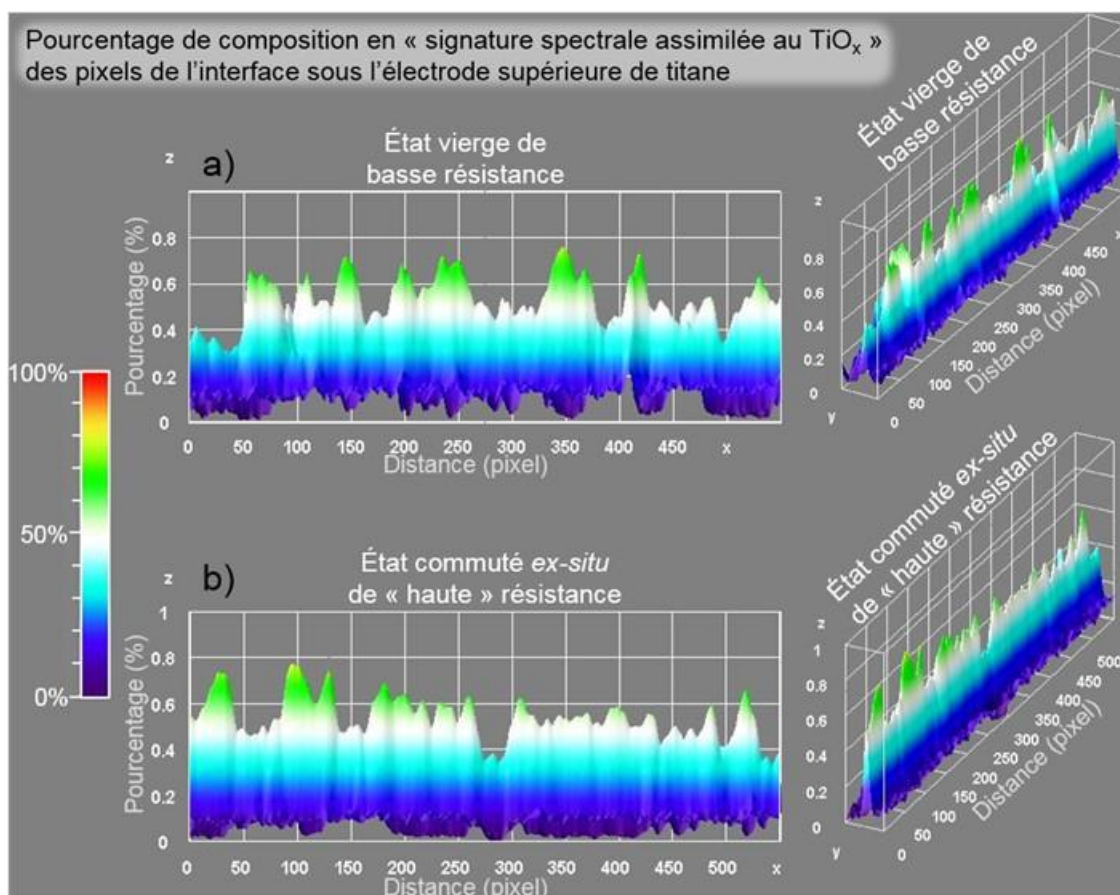 Pourcentage de composition en « signature spectrale assimilée au TiOx »
des pixels de l'interface sous l'électrode supérieure de titane
a)
État vierge de
basse résistance
z
Pourcentage (%)
0.8
0.6
0.4
0.2
0
0 50 100 150 200 250 300 350 400 450 x
Distance (pixel)
État vierge de
basse résistance
z
1
0.8
0.6
0.4
0.2
0
y
0 50 100 150 200 250 300 350 400 450 x
Distance (pixel)
100%
50%
0%
b)
État commuté ex-situ
de « haute » résistance
z
Pourcentage (%)
1
0.8
0.6
0.4
0.2
0
0 50 100 150 200 250 300 350 400 450 500 x
Distance (pixel)
État commuté ex-situ
de « haute » résistance
z
1
0.8
0.6
0.4
0.2
0
y
0 50 100 150 200 250 300 350 400 450 500
Distance (pixel)